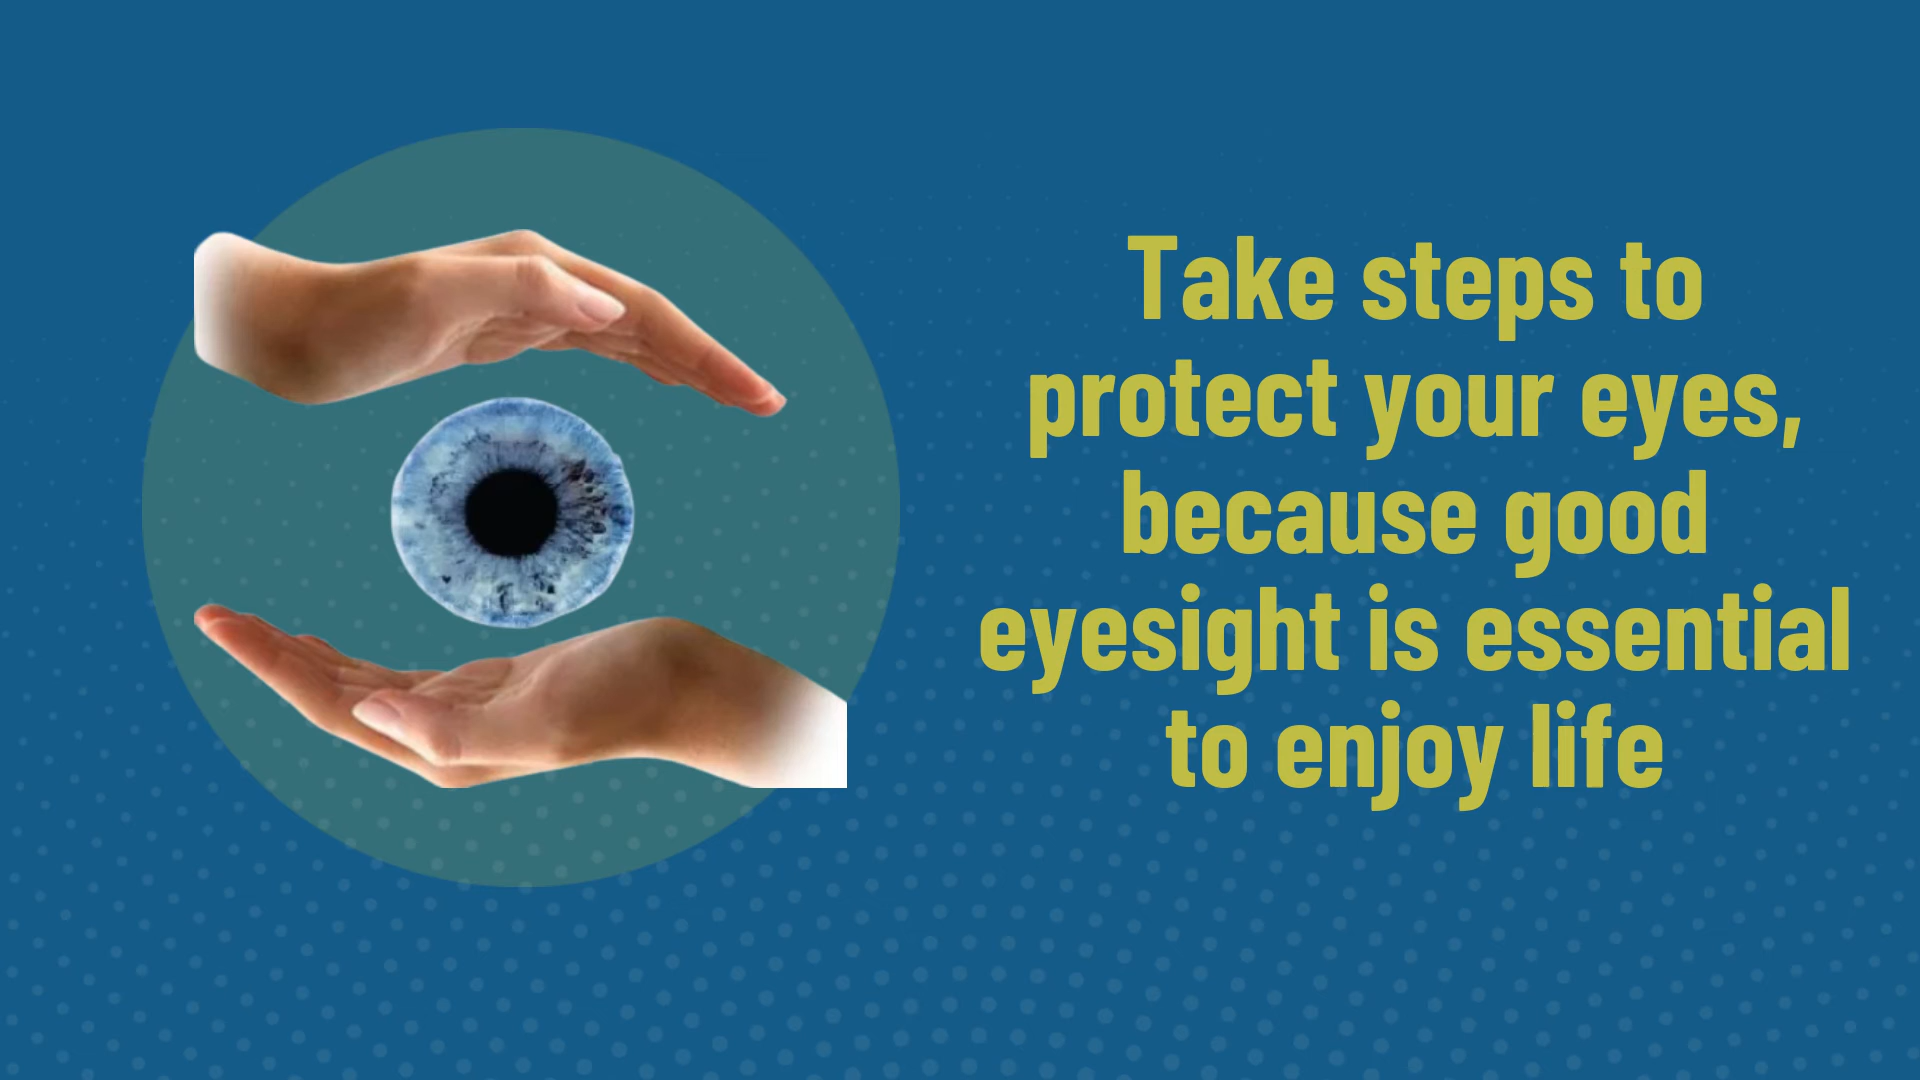 Take steps to
protect your eyes,
because good
eyesight is essential
to enjoy life